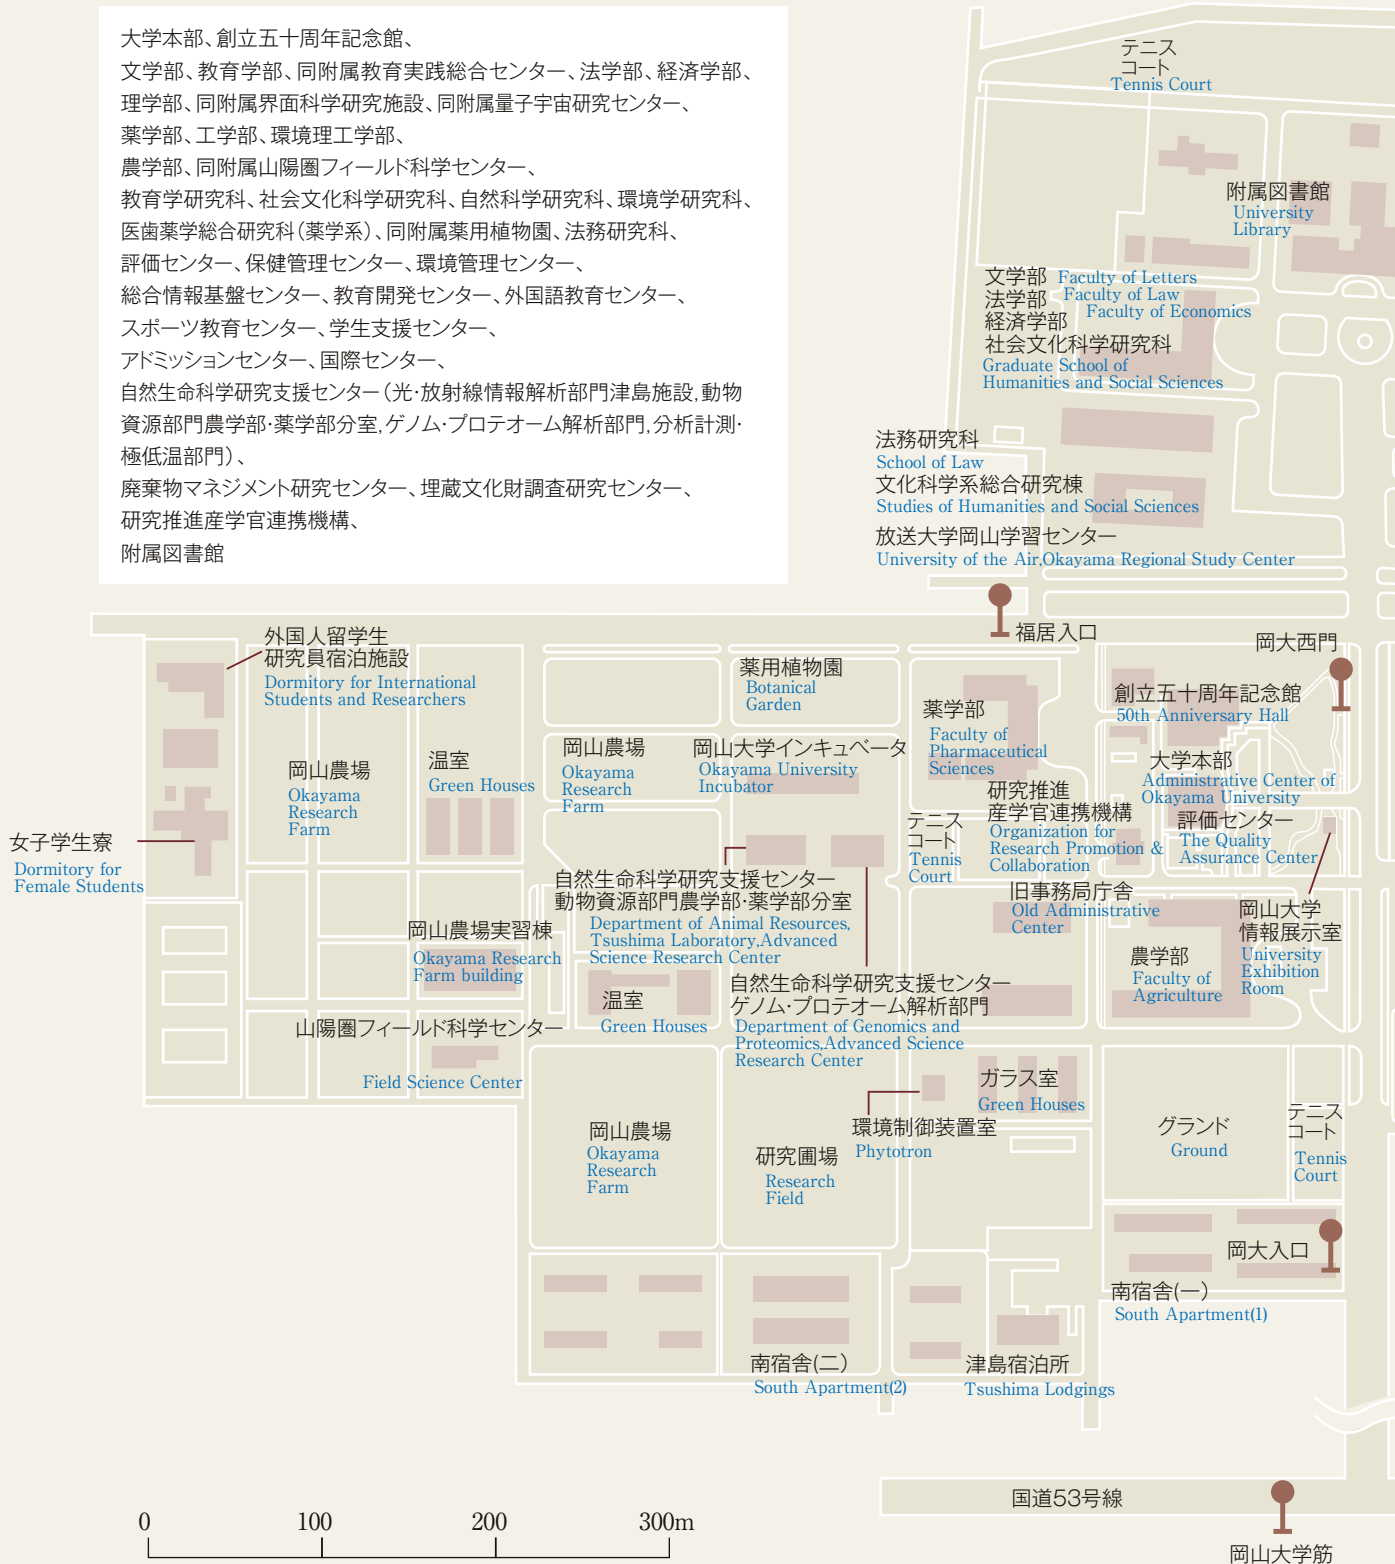 大学本部、創立五十周年記念館、
文学部、教育学部、同附属教育実践総合センター、法学部、経済学部、
理学部、同附属界面科学研究施設、同附属量子宇宙研究センター、
薬学部、工学部、環境理工学部、
農学部、同附属山陽圏フィールド科学センター、
教育学研究科、社会文化科学研究科、自然科学研究科、環境学研究科、
医歯薬学総合研究科(薬学系)、同附属薬用植物園、法務研究科、
評価センター、保健管理センター、環境管理センター、
総合情報基盤センター、教育開発センター、外国語教育センター、
スポーツ教育センター、学生支援センター、
アドミッションセンター、国際センター、
自然生命科学研究支援センター(光・放射線情報解析部門津島施設,動物
資源部門農学部・薬学部分室,ゲノム・プロテオーム解析部門,分析計測・
極低温部門)、
廃棄物マネジメント研究センター、埋蔵文化財調査研究センター、
研究推進産学官連携機構、
附属図書館
テニス
コート
Tennis Court
附属図書館
University
Library
文学部 Faculty of Letters
法学部 Faculty of Law
経済学部 Faculty of Economics
社会文化科学研究科
Graduate School of
Humanities and Social Sciences
法務研究科
School of Law
文化科学系総合研究棟
Studies of Humanities and Social Sciences
放送大学岡山学習センター
University of the Air,Okayama Regional Study Center
福居入口
岡大西門
外国人留学生
研究員宿泊施設
Dormitory for International
Students and Researchers
薬用植物園
Botanical
Garden
薬学部
Faculty of
Pharmaceutical
Sciences
創立五十周年記念館
50th Anniversary Hall
岡山農場
Okayama
Research
Farm
温室
Green Houses
岡山農場
Okayama
Research
Farm
岡山大学インキュベータ
Okayama University
Incubator
大学本部
Administrative Center of
Okayama University
研究推進
産学官連携機構
Organization for
Research Promotion &
Collaboration
評価センター
The Quality
Assurance Center
女子学生寮
Dormitory for
Female Students
テニス
コート
Tennis
Court
自然生命科学研究支援センター
動物資源部門農学部・薬学部分室
Department of Animal Resources,
Tsushima Laboratory,Advanced
Science Research Center
旧事務局庁舎
Old Administrative
Center
岡山大学
情報展示室
University
Exhibition
Room
岡山農場実習棟
Okayama Research
Farm building
農学部
Faculty of
Agriculture
温室
Green Houses
自然生命科学研究支援センター
ゲノム・プロテオーム解析部門
Department of Genomics and
Proteomics,Advanced Science
Research Center
山陽圏フィールド科学センター
Field Science Center
ガラス室
Green Houses
環境制御装置室
Phytotron
岡山農場
Okayama
Research
Farm
研究圃場
Research
Field
グランド
Ground
テニス
コート
Tennis
Court
岡大入口
南宿舎(一)
South Apartment(1)
南宿舎(二)
South Apartment(2)
津島宿泊所
Tsushima Lodgings
国道53号線
岡山大学筋
0 100 200 300m